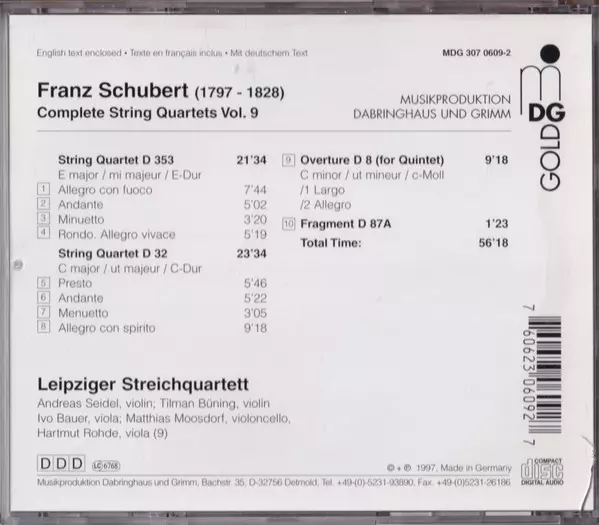 English text enclosed • Texte en français inclus • Mit deutschem Text
MDG 307 0609-2
Franz Schubert (1797 - 1828)
Complete String Quartets Vol. 9
MUSIKPRODUKTION
DABRINGHAUS UND GRIMM
DG
GOLD
String Quartet D 353 21'34
E major / mi majeur / E-Dur
1 Allegro con fuoco 7'44
2 Andante 5'02
3 Minuetto 3'20
4 Rondo. Allegro vivace 5'19
String Quartet D 32 23'34
C major / ut majeur / C-Dur
5 Presto 5'46
6 Andante 5'22
7 Menuetto 3'05
8 Allegro con spirito 9'18
9 Overture D 8 (for Quintet) 9'18
C minor / ut mineur / c-Moll
/1 Largo
/2 Allegro
10 Fragment D 87A 1'23
Total Time: 56'18
7 60623 06092 7
Leipziger Streichquartett
Andreas Seidel, violin; Tilman Büning, violin
Ivo Bauer, viola; Matthias Moosdorf, violoncello,
Hartmut Rohde, viola (9)
DDD
LC 6768
© + ℗ 1997, Made in Germany
COMPACT
disc
DIGITAL AUDIO
Musikproduktion Dabringhaus und Grimm, Bachstr. 35, D-32756 Detmold, Tel. +49-(0)-5231-93890, Fax +49-(0)5231-26186